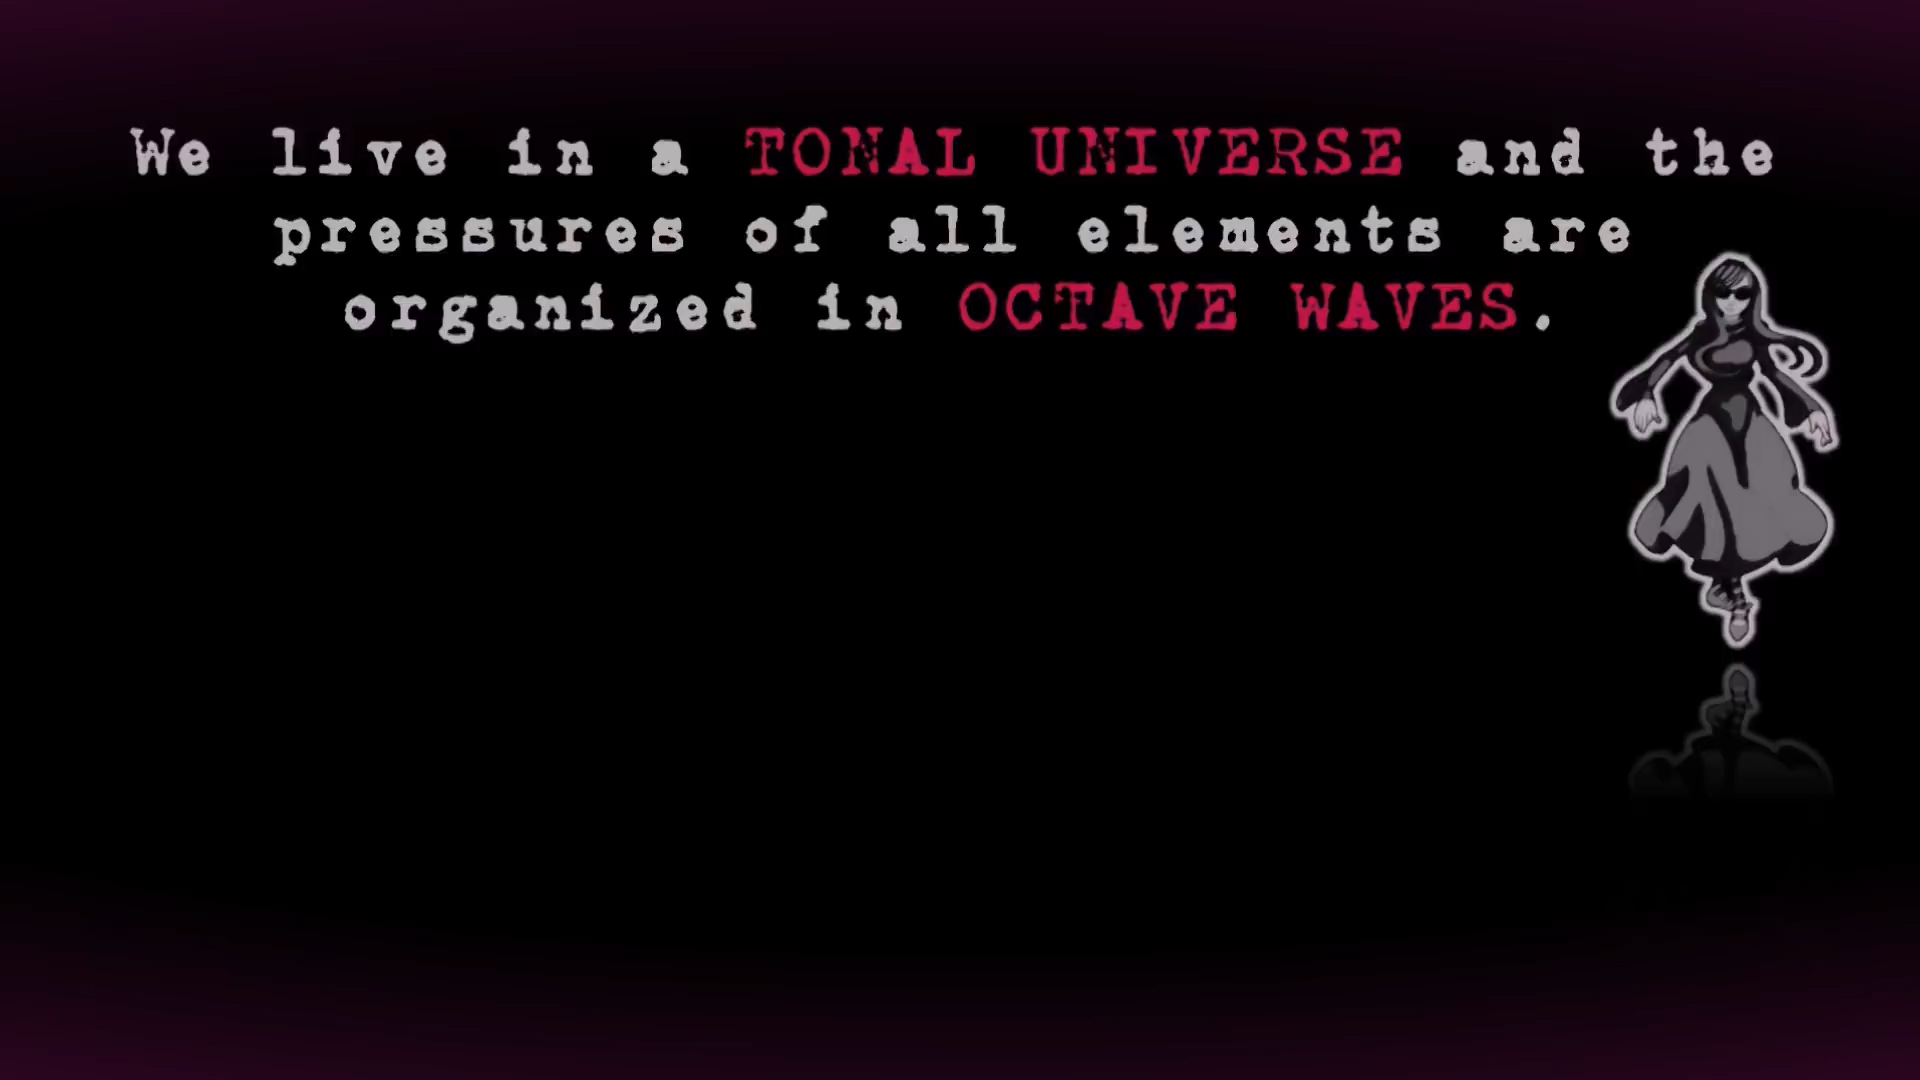 We live in a TONAL UNIVERSE and the
pressures of all elements are
organized in OCTAVE WAVES.